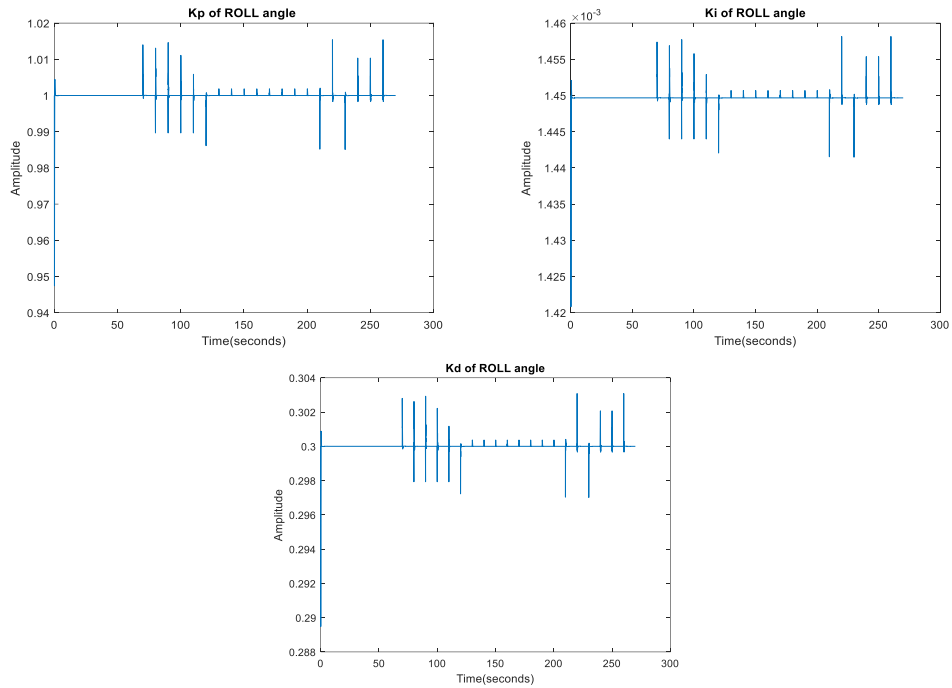 Kp of ROLL angle
1.02
1.01
1
0.99
0.98
0.97
0.96
0.95
0.94
Amplitude
0 50 100 150 200 250 300
Time(seconds)
Ki of ROLL angle
×10⁻³
1.46
1.455
1.45
1.445
1.44
1.435
1.43
1.425
1.42
Amplitude
0 50 100 150 200 250 300
Time(seconds)
Kd of ROLL angle
0.304
0.302
0.3
0.298
0.296
0.294
0.292
0.29
0.288
Amplitude
0 50 100 150 200 250 300
Time(seconds)